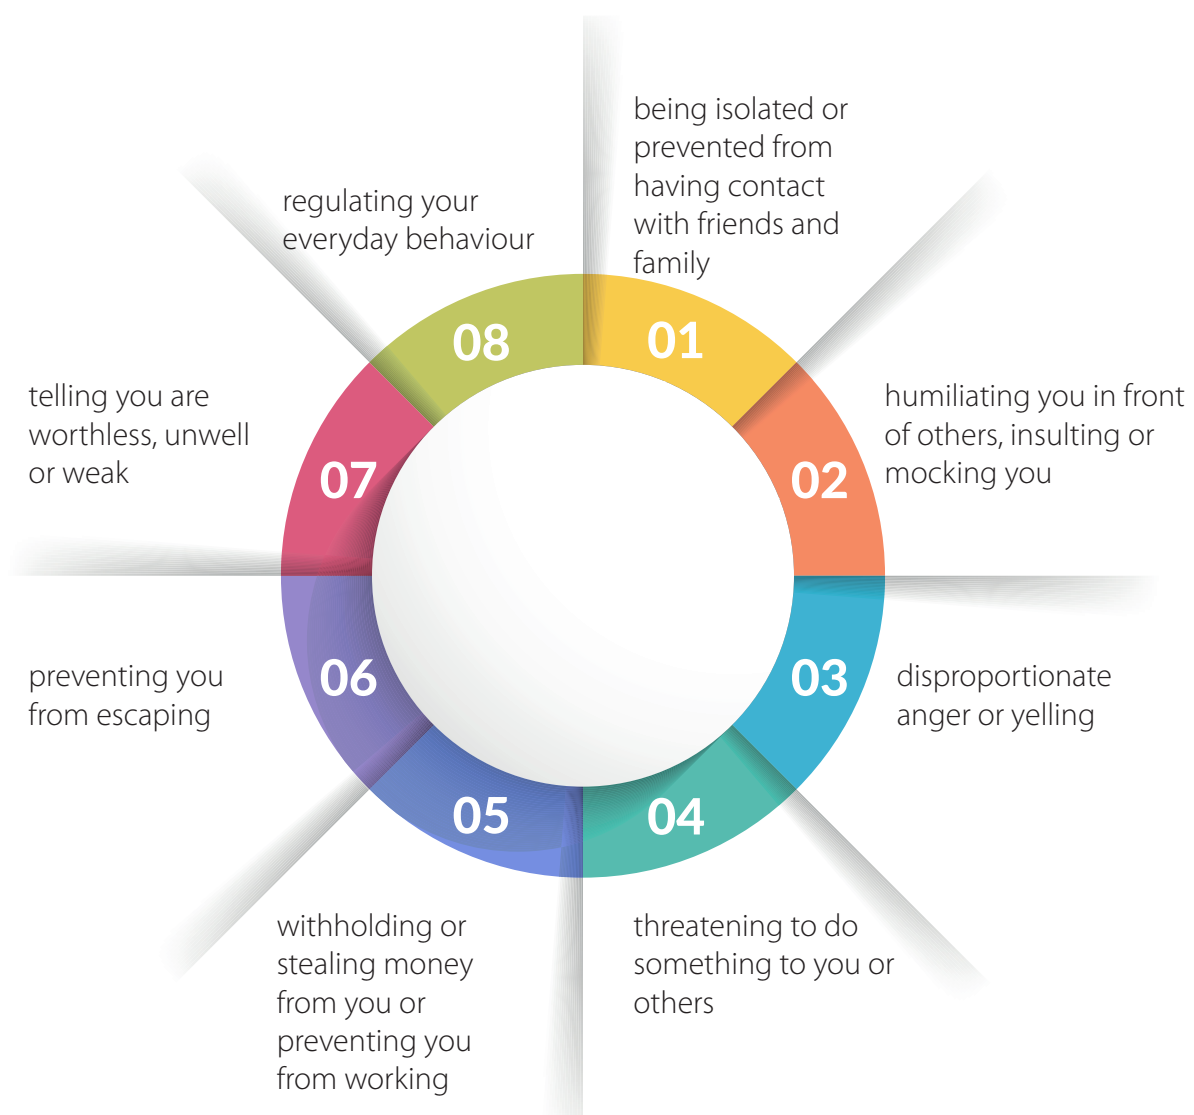 01
being isolated or
prevented from
having contact
with friends and
family
02
humiliating you in front
of others, insulting or
mocking you
03
disproportionate
anger or yelling
04
threatening to do
something to you or
others
05
withholding or
stealing money
from you or
preventing you
from working
06
preventing you
from escaping
07
telling you are
worthless, unwell
or weak
08
regulating your
everyday behaviour